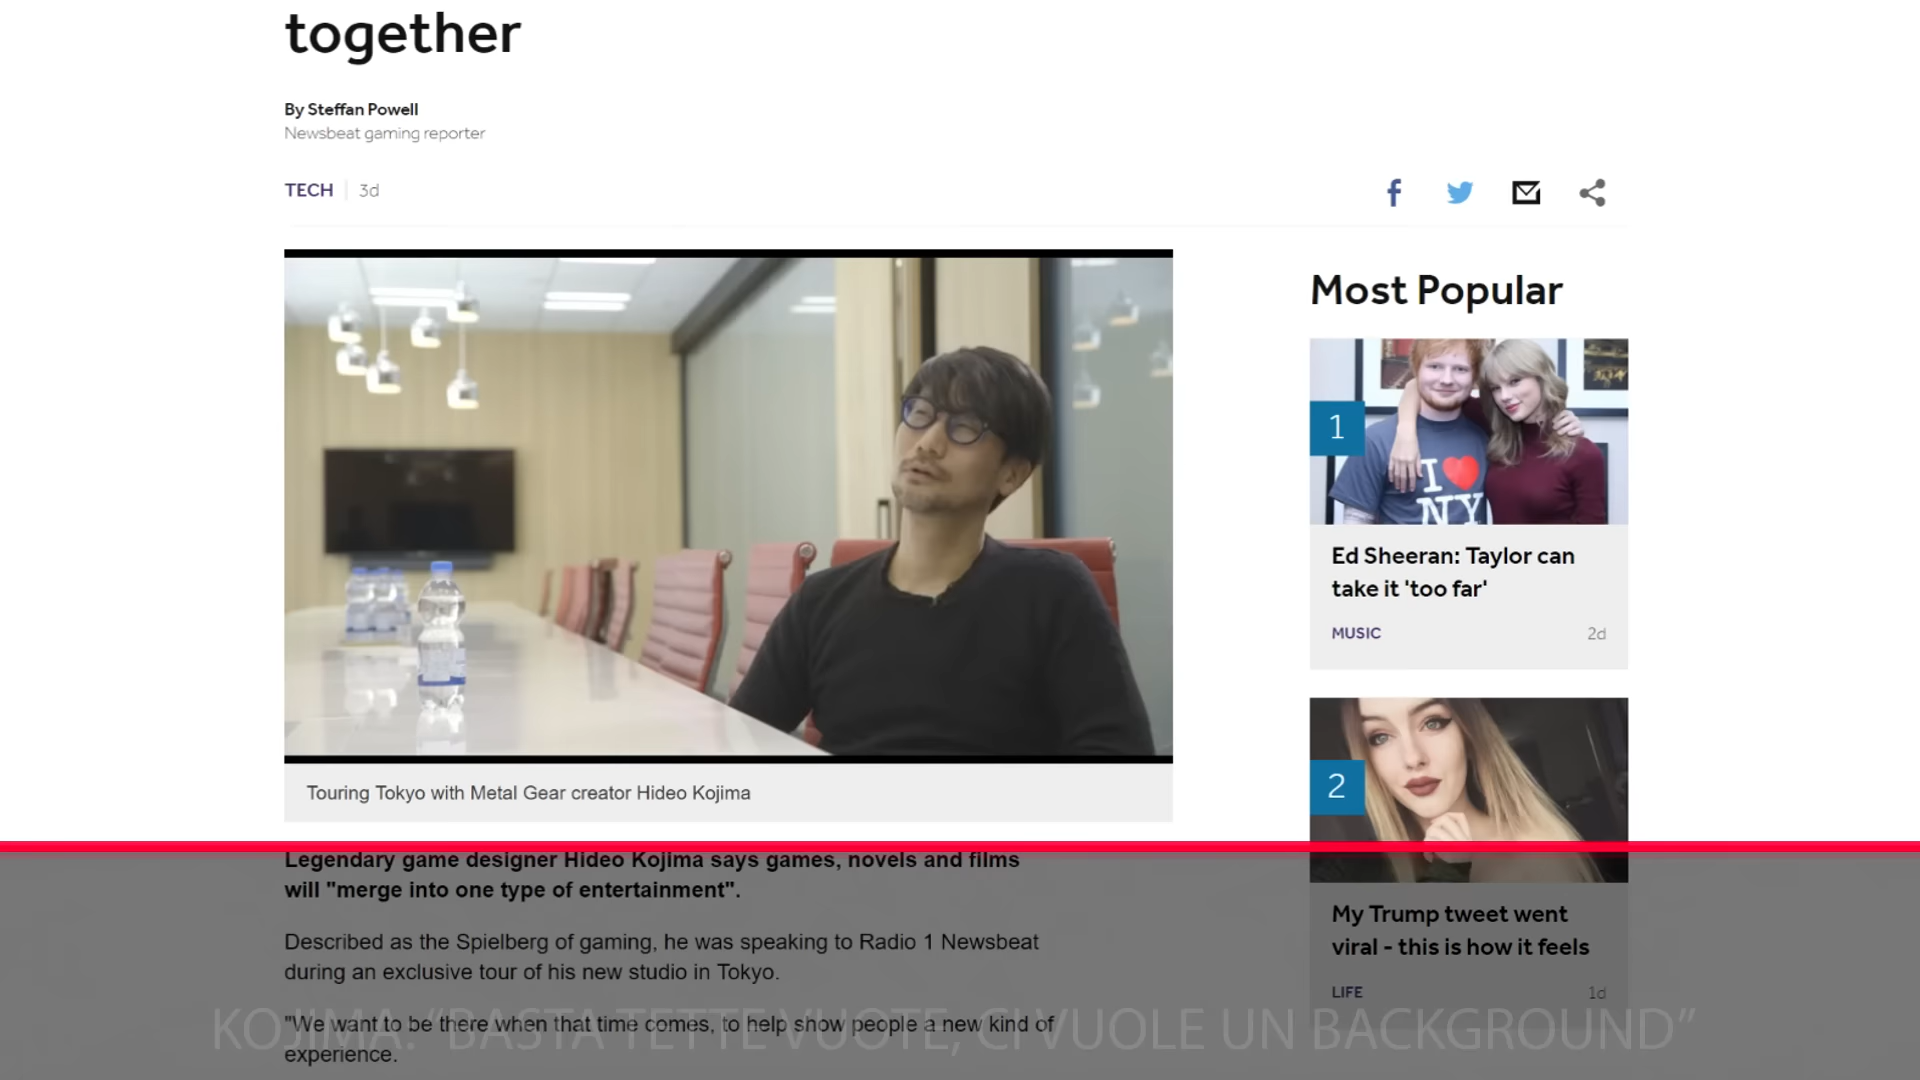 together
By Steffan Powell
Newsbeat gaming reporter
TECH 3d
Touring Tokyo with Metal Gear creator Hideo Kojima
Legendary game designer Hideo Kojima says games, novels and films
will "merge into one type of entertainment".
Described as the Spielberg of gaming, he was speaking to Radio 1 Newsbeat
during an exclusive tour of his new studio in Tokyo.
"We want to be there when that time comes, to help show people a new kind of
experience.
Most Popular
1
I
NY
Ed Sheeran: Taylor can
take it 'too far'
MUSIC 2d
2
My Trump tweet went
viral - this is how it feels
LIFE 1d
KOJIMA: “BASTA TETTE VUOTE, CI VUOLE UN BACKGROUND”